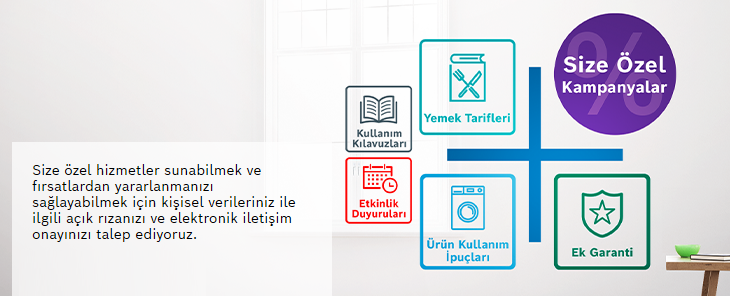 Size Özel
Kampanyalar
Yemek Tarifleri
Kullanım
Kılavuzları
Etkinlik
Duyuruları
Ürün Kullanım
İpuçları
Ek Garanti
Size özel hizmetler sunabilmek ve
fırsatlardan yararlanmanızı
sağlayabilmek için kişisel verileriniz ile
ilgili açık rızanızı ve elektronik iletişim
onayınızı talep ediyoruz.